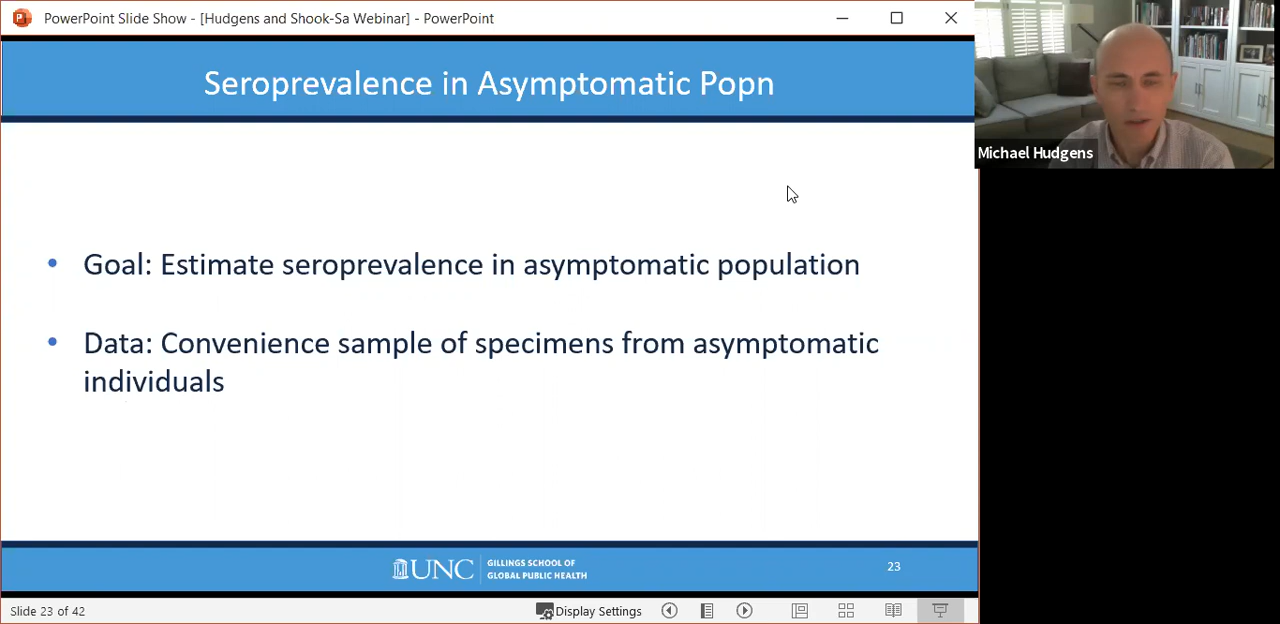 PowerPoint Slide Show - [Hudgens and Shook-Sa Webinar] - PowerPoint
Seroprevalence in Asymptomatic Popn
Michael Hudgens
• Goal: Estimate seroprevalence in asymptomatic population
• Data: Convenience sample of specimens from asymptomatic
individuals
UNC
GILLINGS SCHOOL OF
GLOBAL PUBLIC HEALTH
23
Slide 23 of 42
Display Settings